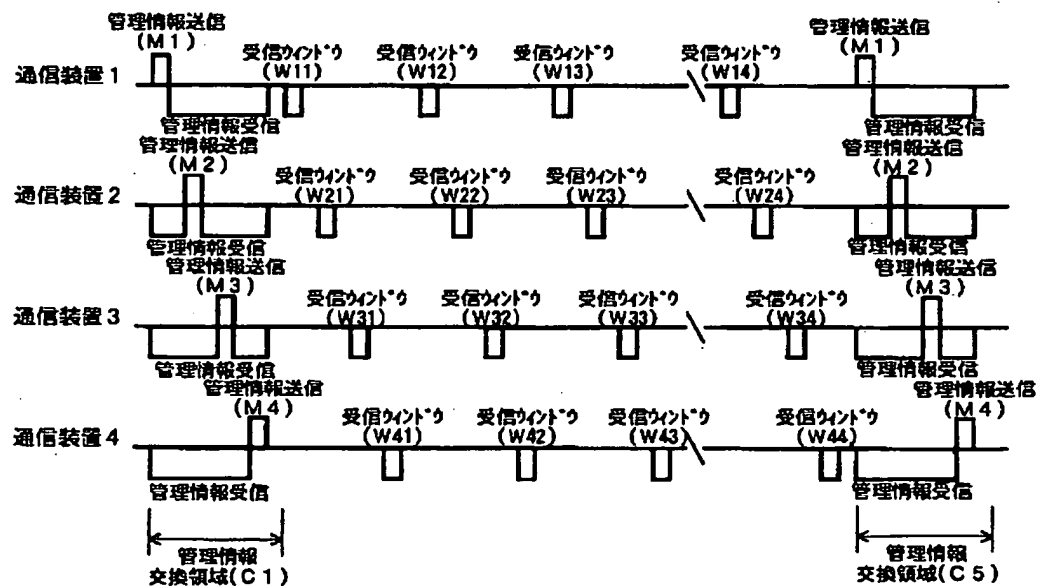 管理情報送信
(M1)
管理情報送信
(M1)
受信ウィンドウ
(W11)
受信ウィンドウ
(W12)
受信ウィンドウ
(W13)
受信ウィンドウ
(W14)
通信装置1
管理情報受信
管理情報受信
管理情報送信
(M2)
管理情報送信
(M2)
受信ウィンドウ
(W21)
受信ウィンドウ
(W22)
受信ウィンドウ
(W23)
受信ウィンドウ
(W24)
通信装置2
管理情報受信
管理情報受信
管理情報送信
(M3)
管理情報送信
(M3)
受信ウィンドウ
(W31)
受信ウィンドウ
(W32)
受信ウィンドウ
(W33)
受信ウィンドウ
(W34)
通信装置3
管理情報受信
管理情報受信
管理情報送信
(M4)
管理情報送信
(M4)
受信ウィンドウ
(W41)
受信ウィンドウ
(W42)
受信ウィンドウ
(W43)
受信ウィンドウ
(W44)
通信装置4
管理情報受信
管理情報受信
管理情報
交換領域(C1)
管理情報
交換領域(C5)